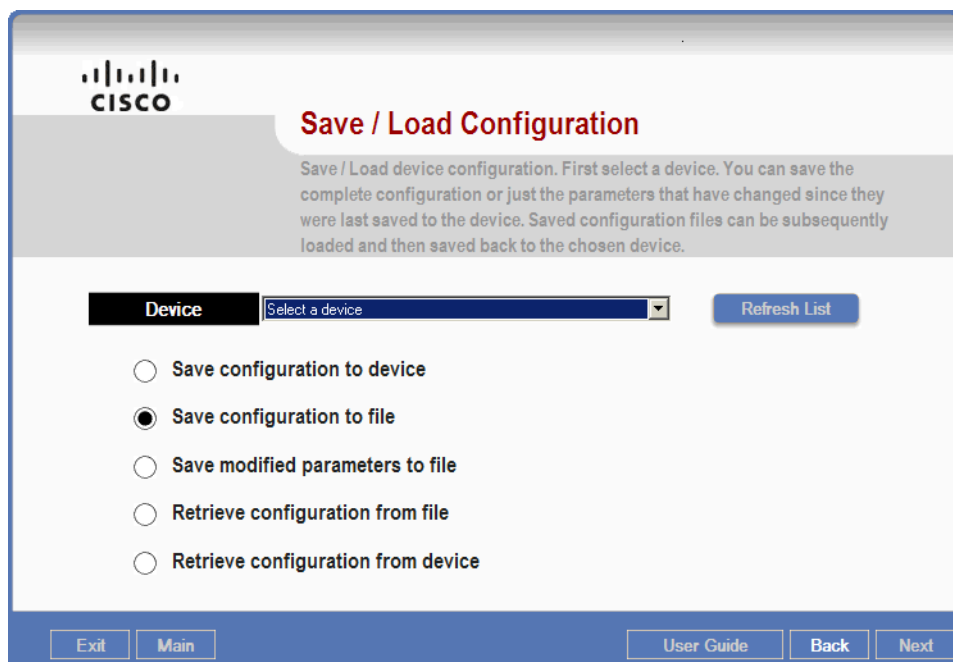 CISCO
Save / Load Configuration
Save / Load device configuration. First select a device. You can save the
complete configuration or just the parameters that have changed since they
were last saved to the device. Saved configuration files can be subsequently
loaded and then saved back to the chosen device.
Device
Select a device
Refresh List
Save configuration to device
Save configuration to file
Save modified parameters to file
Retrieve configuration from file
Retrieve configuration from device
Exit
Main
User Guide
Back
Next